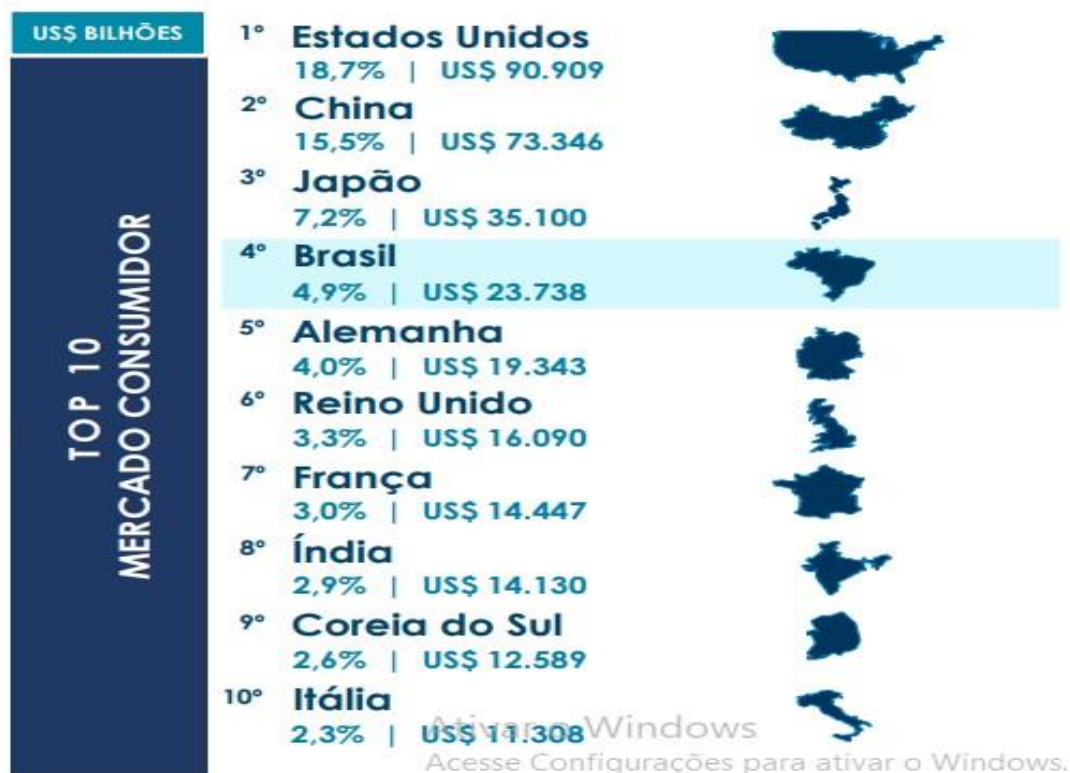 US$ BILHÕES
TOP 10
MERCADO CONSUMIDOR
1º Estados Unidos
18,7% | US$ 90.909
2º China
15,5% | US$ 73.346
3º Japão
7,2% | US$ 35.100
4º Brasil
4,9% | US$ 23.738
5º Alemanha
4,0% | US$ 19.343
6º Reino Unido
3,3% | US$ 16.090
7º França
3,0% | US$ 14.447
8º Índia
2,9% | US$ 14.130
9º Coreia do Sul
2,6% | US$ 12.589
10º Itália
2,3% | US$ 11.308
Ativar o Windows
Acesse Configurações para ativar o Windows.